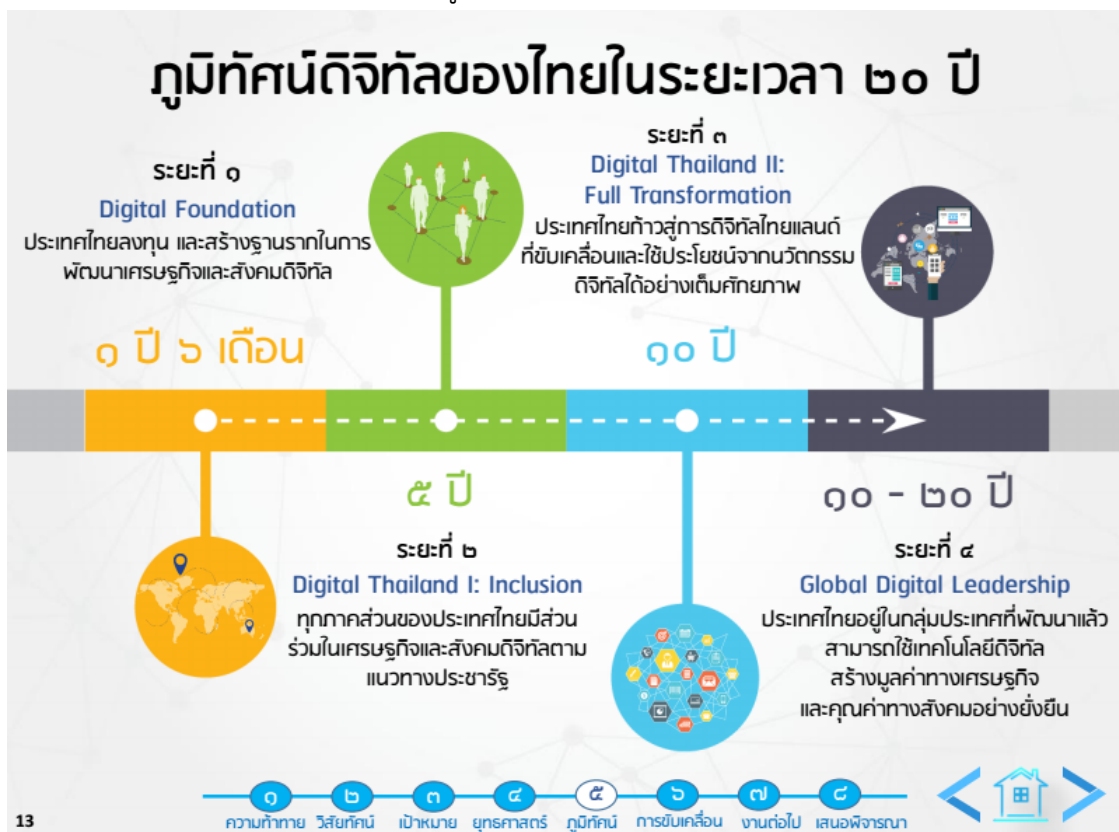 ภูมิทัศน์ดิจิทัลของไทยในระยะเวลา ๒๐ ปี
ระยะที่ ๑
Digital Foundation
ประเทศไทยลงทุน และสร้างฐานรากในการ
พัฒนาเศรษฐกิจและสังคมดิจิทัล
๑ ปี ๖ เดือน
๕ ปี
ระยะที่ ๒
Digital Thailand I: Inclusion
ทุกภาคส่วนของประเทศไทยมีส่วน
ร่วมในเศรษฐกิจและสังคมดิจิทัลตาม
แนวทางประชารัฐ
ระยะที่ ๓
Digital Thailand II:
Full Transformation
ประเทศไทยก้าวสู่การดิจิทัลไทยแลนด์
ที่ขับเคลื่อนและใช้ประโยชน์จากนวัตกรรม
ดิจิทัลได้อย่างเต็มศักยภาพ
๑๐ ปี
๑๐ - ๒๐ ปี
ระยะที่ ๔
Global Digital Leadership
ประเทศไทยอยู่ในกลุ่มประเทศที่พัฒนาแล้ว
สามารถใช้เทคโนโลยีดิจิทัล
สร้างมูลค่าทางเศรษฐกิจ
และคุณค่าทางสังคมอย่างยั่งยืน
๑ ๒ ๓ ๔ ๕ ๖ ๗ ๘
13 ความท้าทาย วิสัยทัศน์ เป้าหมาย ยุทธศาสตร์ ภูมิทัศน์ การขับเคลื่อน งานต่อไป เสนอพิจารณา